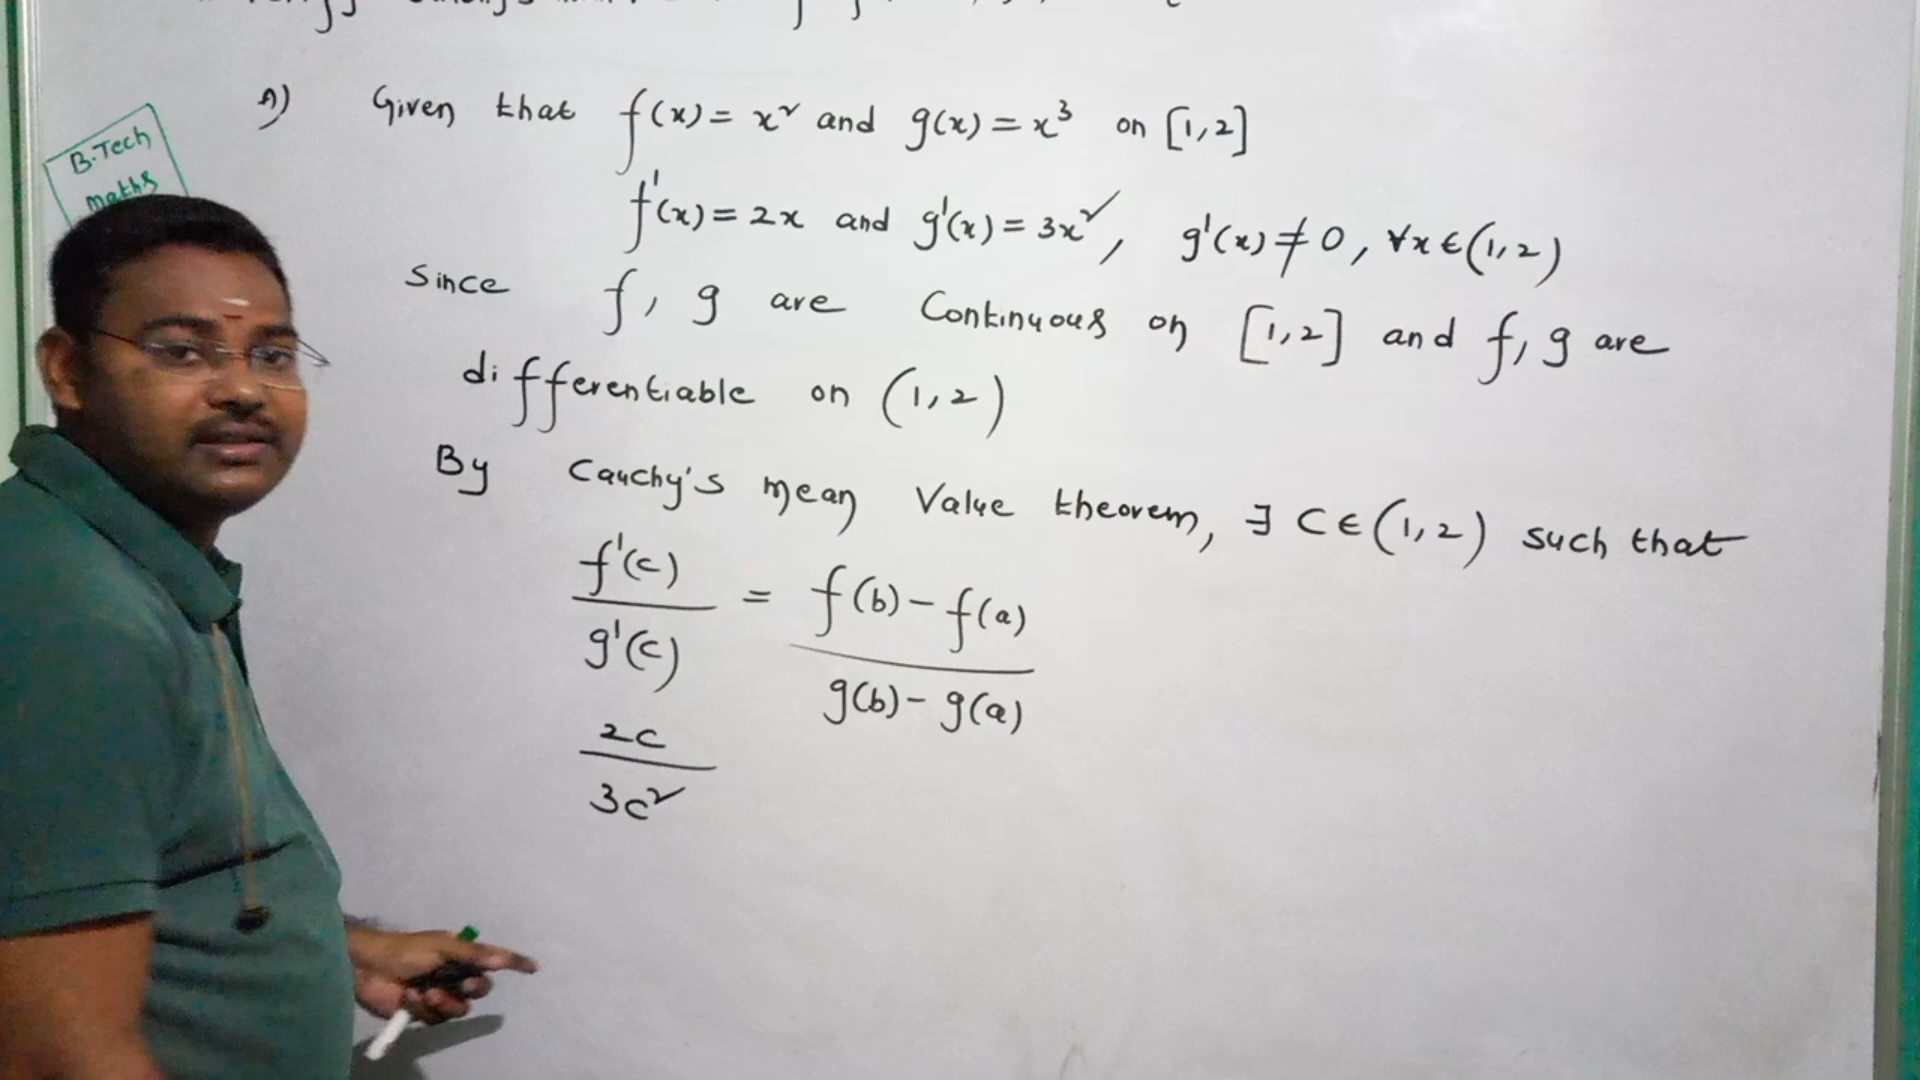 A) Given that f(x) = x² and g(x) = x³ on [1,2]
B.Tech
maths
f'(x) = 2x and g'(x) = 3x², g'(x) ≠ 0, ∀x ∈ (1,2)
Since f, g are Continuous on [1,2] and f, g are
differentiable on (1,2)
By Cauchy's mean Value theorem, ∃ C ∈ (1,2) such that
f'(c) / g'(c) = f(b) - f(a) / g(b) - g(a)
2c / 3c²